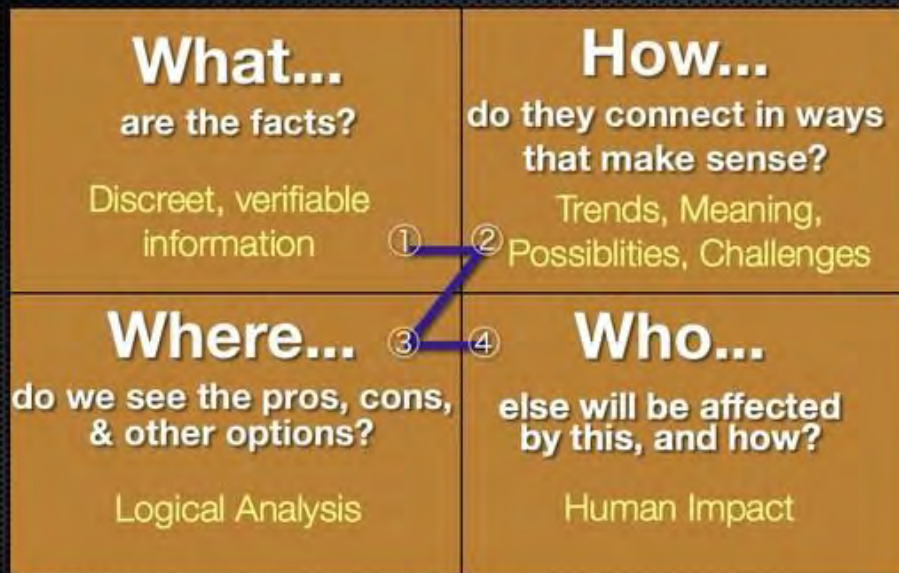 What...
are the facts?
Discreet, verifiable
information
①
How...
do they connect in ways
that make sense?
Trends, Meaning,
②
Possiblities, Challenges
Where...
③
do we see the pros, cons,
& other options?
Logical Analysis
④
Who...
else will be affected
by this, and how?
Human Impact